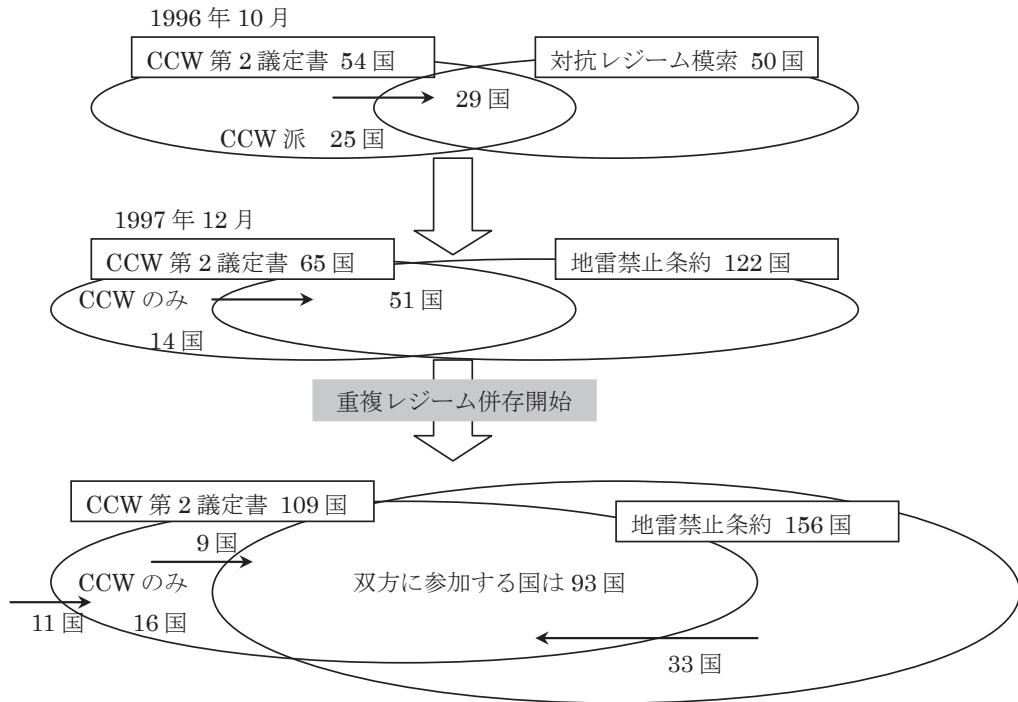 1996 年 10 月
CCW 第 2 議定書 54 国
対抗レジーム模索 50 国
29 国
CCW 派 25 国
1997 年 12 月
CCW 第 2 議定書 65 国
地雷禁止条約 122 国
CCW のみ
51 国
14 国
重複レジーム併存開始
CCW 第 2 議定書 109 国
地雷禁止条約 156 国
9 国
CCW のみ
双方に参加する国は 93 国
11 国
16 国
33 国